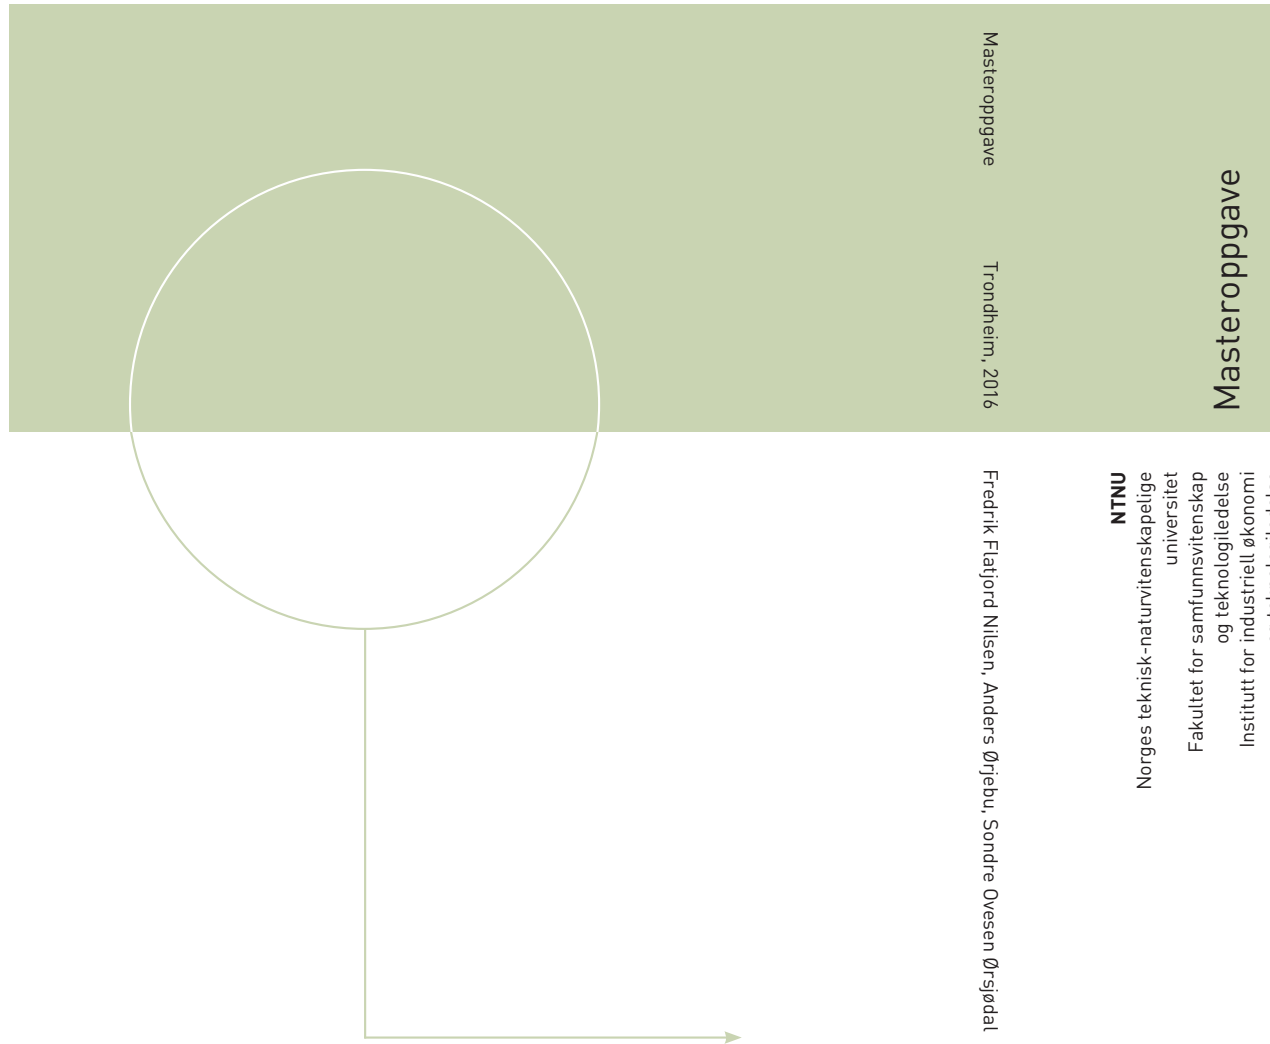 Masteroppgave
Trondheim, 2016
Fredrik Flatjord Nilsen, Anders Ørjebu, Sondre Ovesen Ørsjødal
Masteroppgave
NTNU
Norges teknisk-naturvitenskapelige
universitet
Fakultet for samfunnsvitenskap
og teknologiledelse
Institutt for industriell økonomi